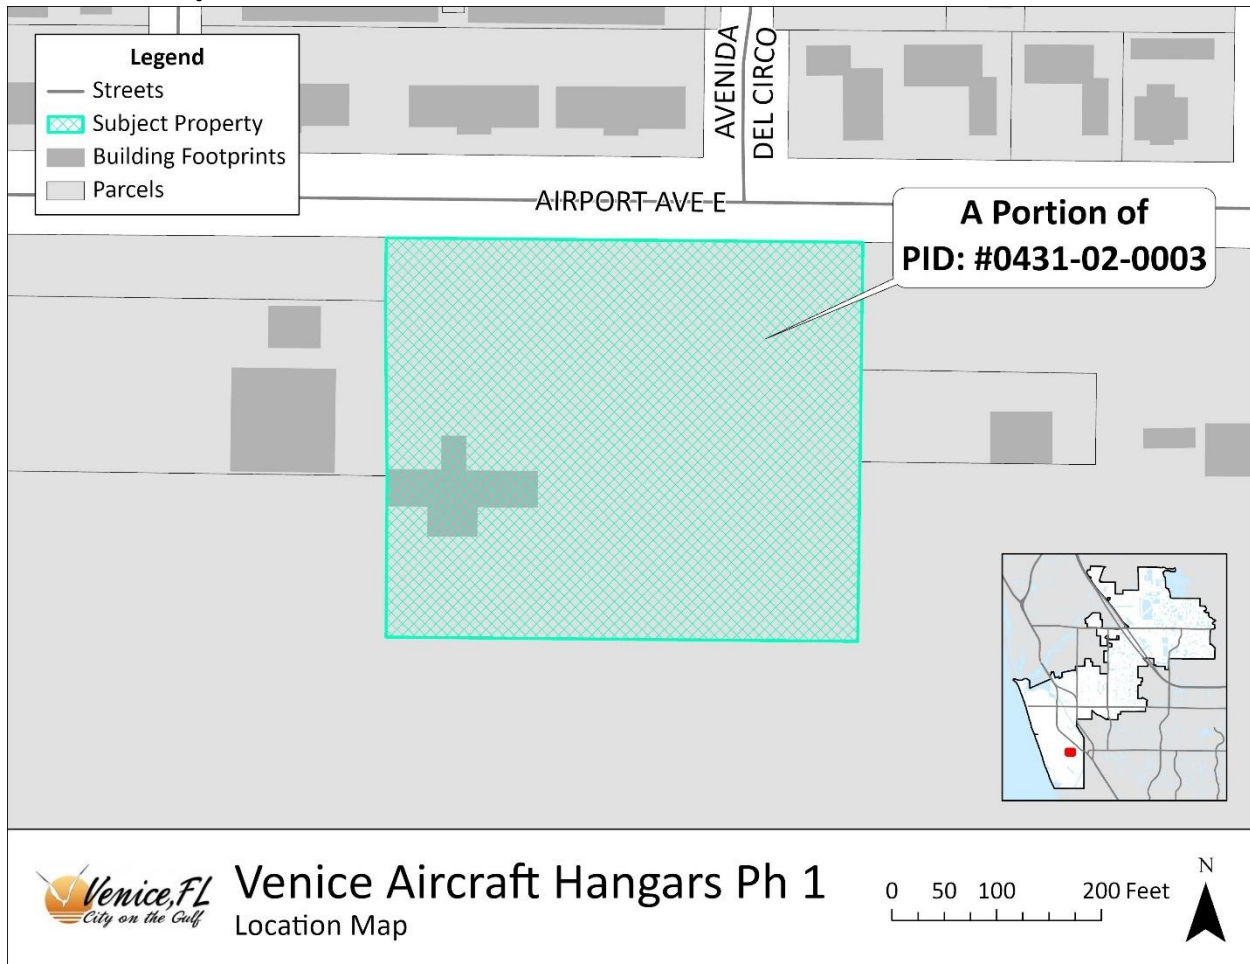 Legend
Streets
Subject Property
Building Footprints
Parcels
AVENIDA
DEL CIRCO
AIRPORT AVE E
A Portion of
PID: #0431-02-0003
Venice, FL
City on the Gulf
Venice Aircraft Hangars Ph 1
Location Map
0 50 100 200 Feet
N